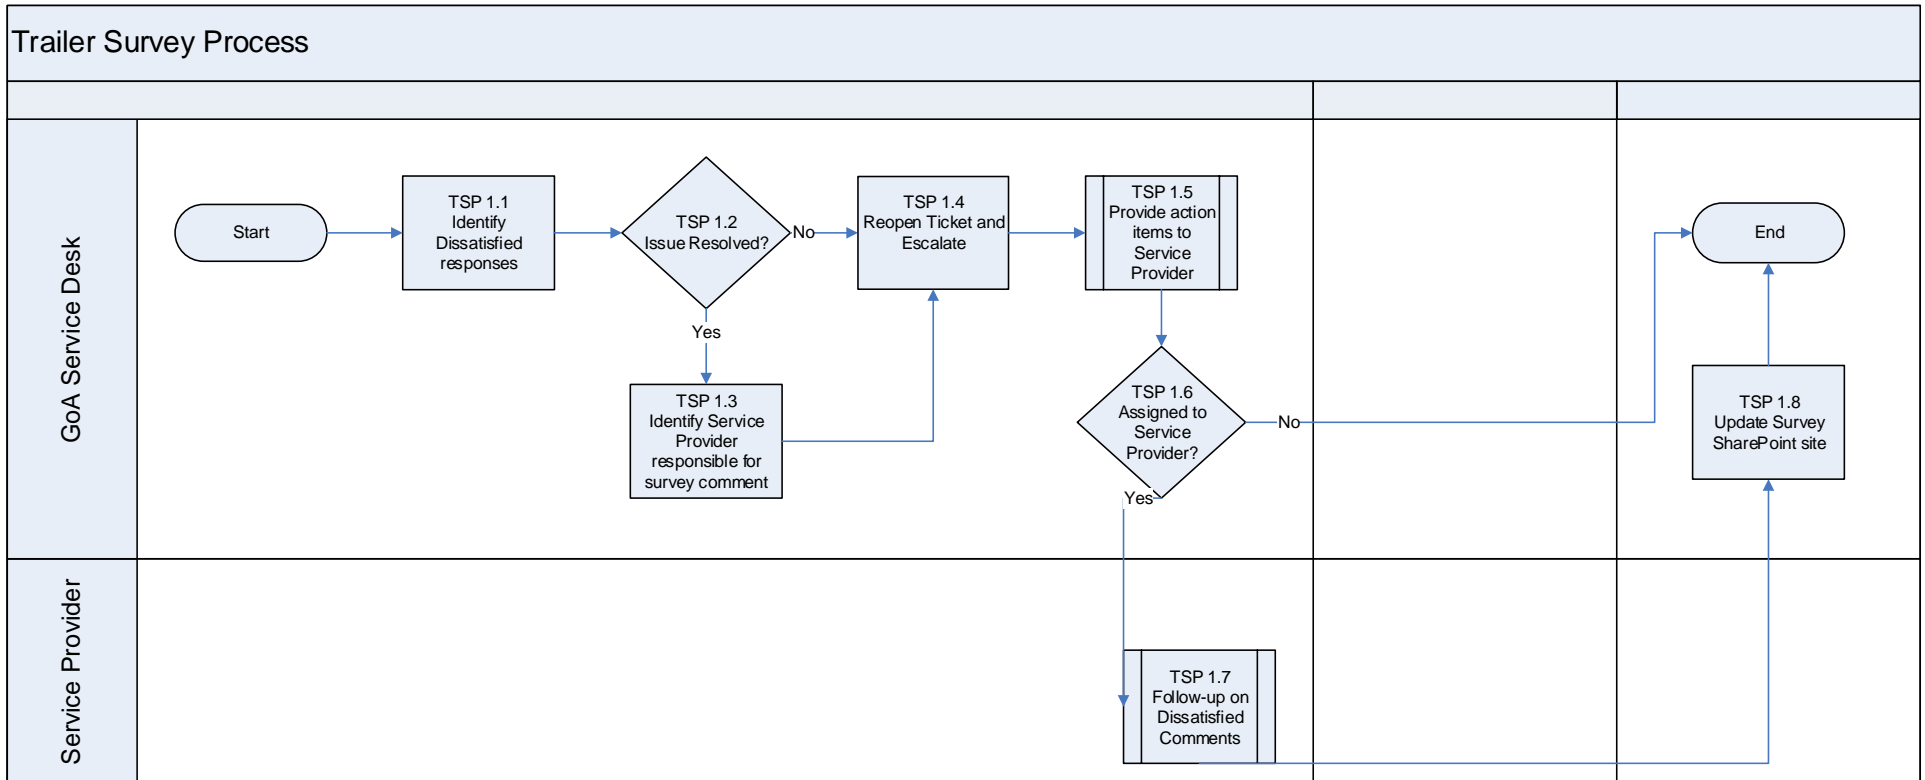 Trailer Survey Process
GoA Service Desk
Start
TSP 1.1
Identify
Dissatisfied
responses
TSP 1.2
Issue Resolved?
No
Yes
TSP 1.3
Identify Service
Provider
responsible for
survey comment
TSP 1.4
Reopen Ticket and
Escalate
TSP 1.5
Provide action
items to
Service
Provider
TSP 1.6
Assigned to
Service
Provider?
No
Yes
End
TSP 1.8
Update Survey
SharePoint site
Service Provider
TSP 1.7
Follow-up on
Dissatisfied
Comments